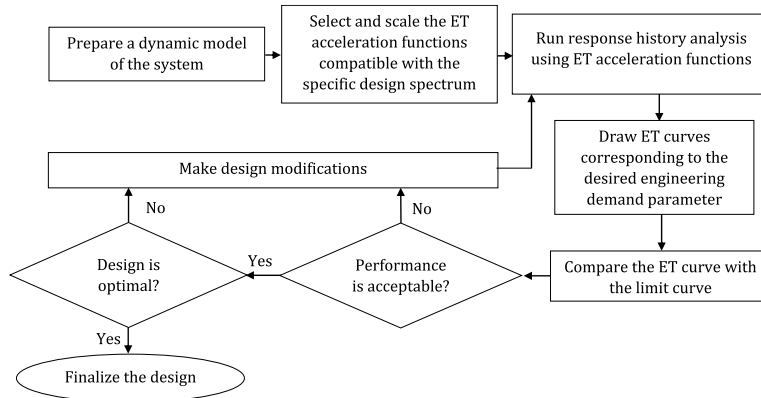 Prepare a dynamic model
of the system
Select and scale the ET
acceleration functions
compatible with the
specific design spectrum
Run response history analysis
using ET acceleration functions
Draw ET curves
corresponding to the
desired engineering
demand parameter
Compare the ET curve with
the limit curve
Performance
is acceptable?
No
Yes
Make design modifications
Design is
optimal?
No
Yes
Finalize the design